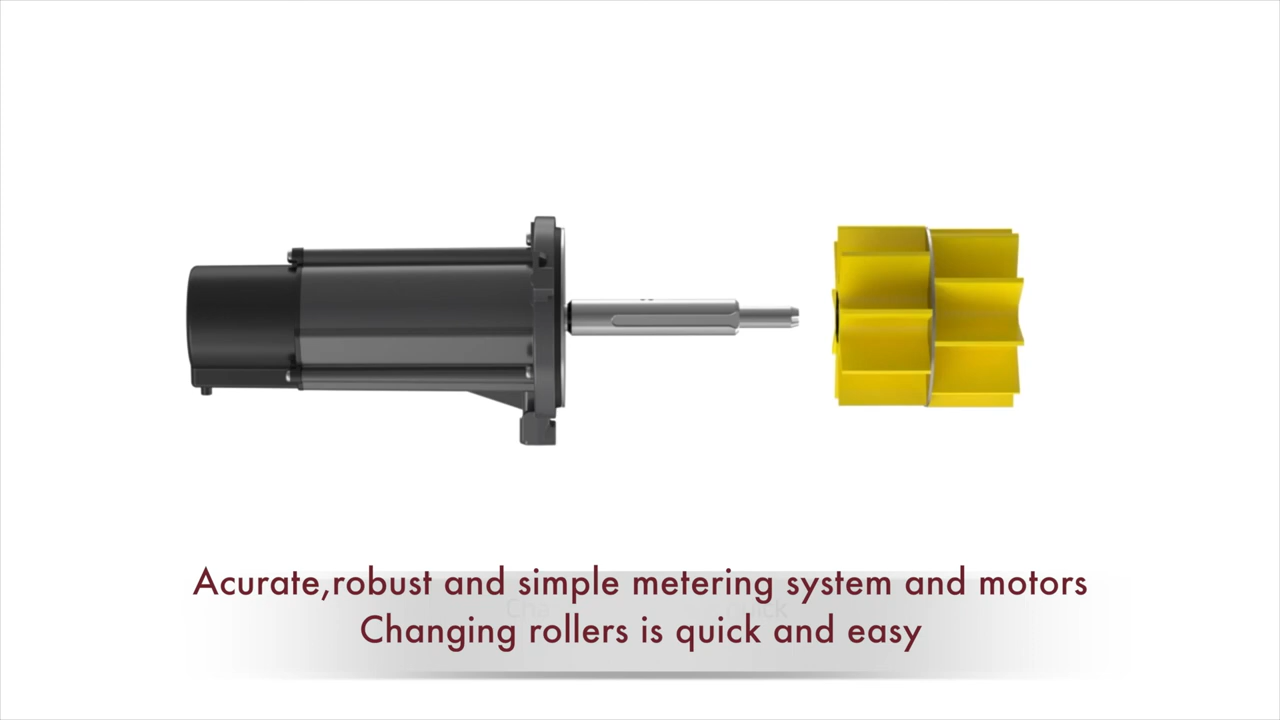 Acurate,robust and simple metering system and motors
Changing rollers is quick and easy